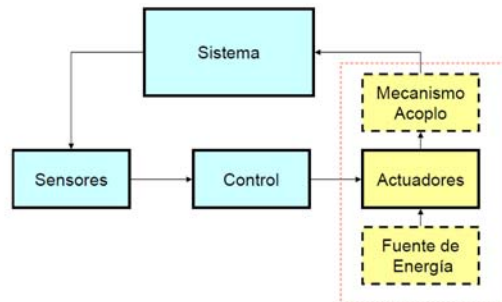 Sistema
Mecanismo
Acoplo
Sensores
Control
Actuadores
Fuente de
Energía